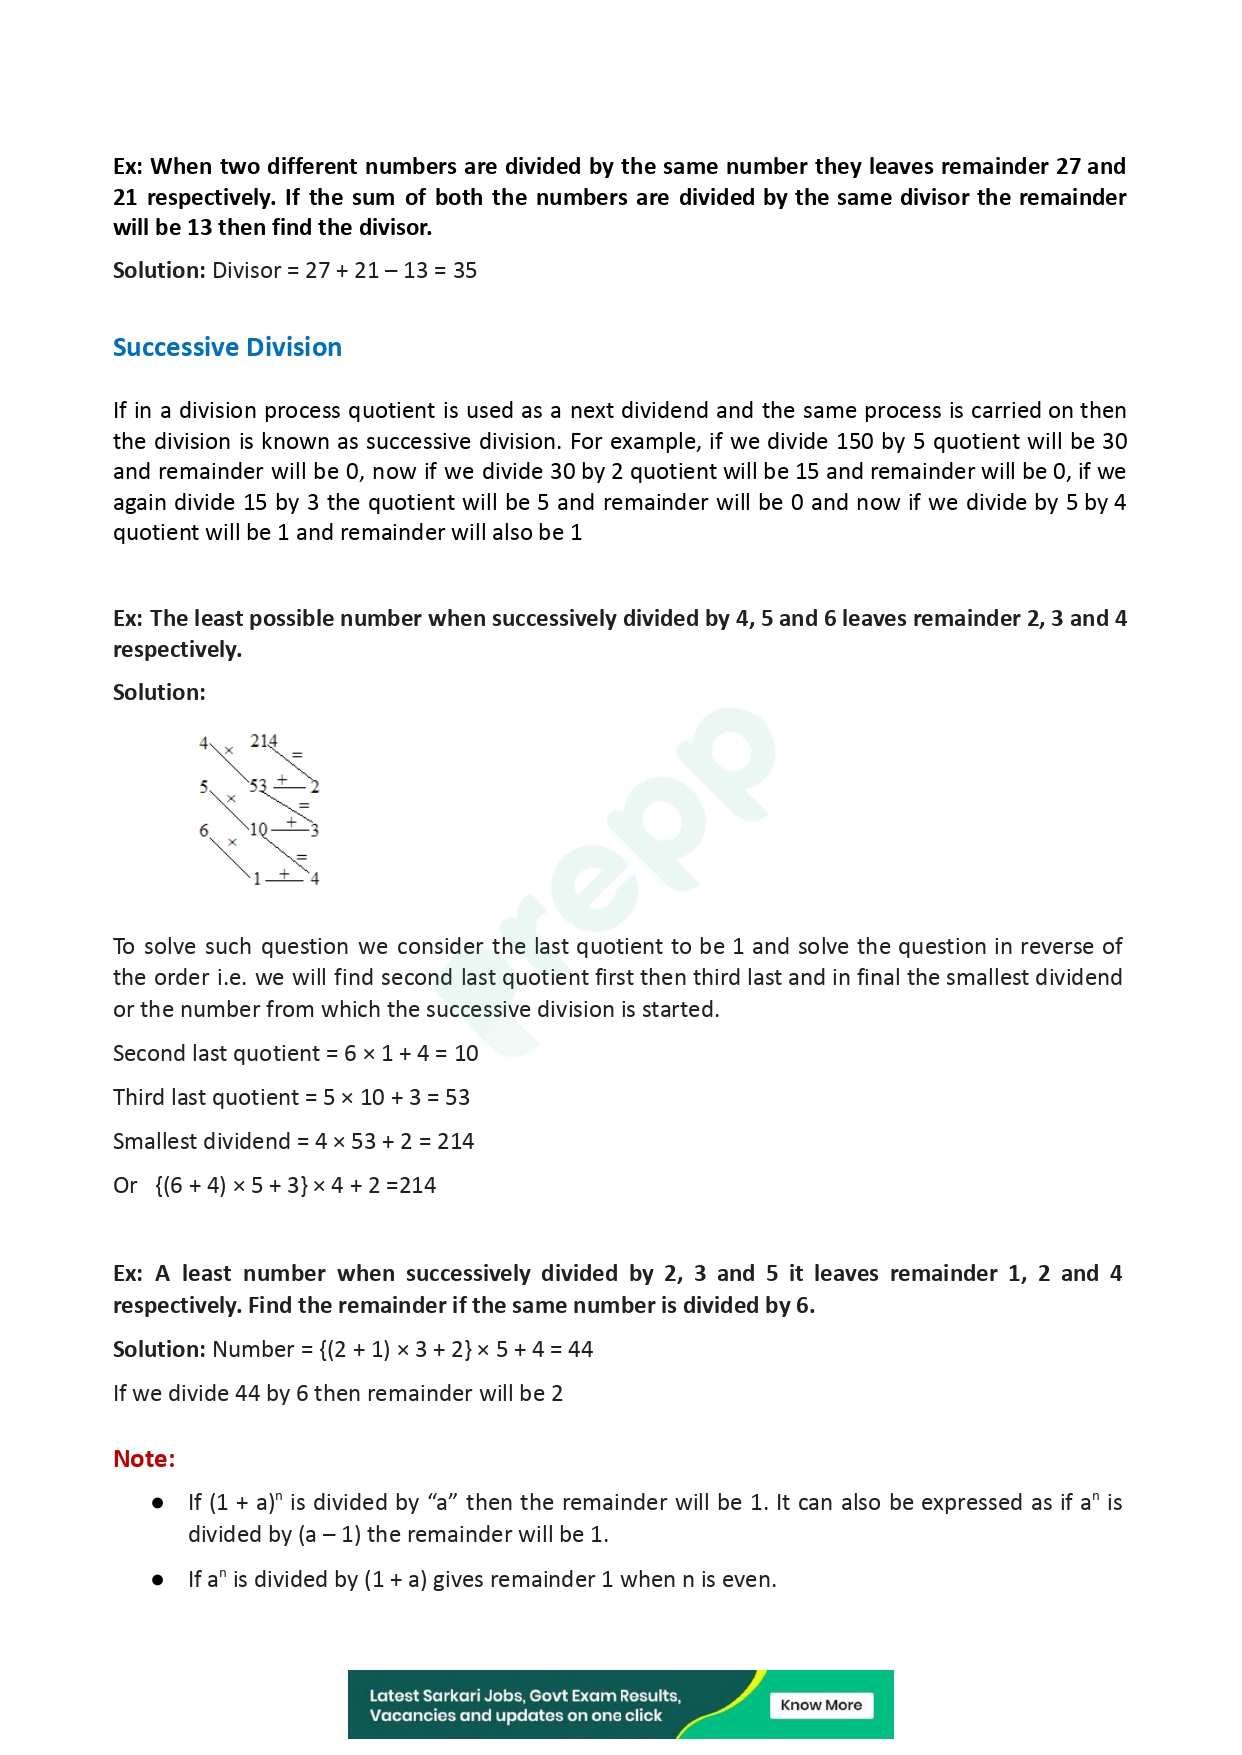 Ex: When two different numbers are divided by the same number they leaves remainder 27 and
21 respectively. If the sum of both the numbers are divided by the same divisor the remainder
will be 13 then find the divisor.
Solution: Divisor = 27 + 21 – 13 = 35
Successive Division
If in a division process quotient is used as a next dividend and the same process is carried on then
the division is known as successive division. For example, if we divide 150 by 5 quotient will be 30
and remainder will be 0, now if we divide 30 by 2 quotient will be 15 and remainder will be 0, if we
again divide 15 by 3 the quotient will be 5 and remainder will be 0 and now if we divide by 5 by 4
quotient will be 1 and remainder will also be 1
Ex: The least possible number when successively divided by 4, 5 and 6 leaves remainder 2, 3 and 4
respectively.
Solution:
4 × 214 =
5 × 53 + 2 =
6 × 10 + 3 =
1 + 4
prepp
To solve such question we consider the last quotient to be 1 and solve the question in reverse of
the order i.e. we will find second last quotient first then third last and in final the smallest dividend
or the number from which the successive division is started.
Second last quotient = 6 × 1 + 4 = 10
Third last quotient = 5 × 10 + 3 = 53
Smallest dividend = 4 × 53 + 2 = 214
Or {(6 + 4) × 5 + 3} × 4 + 2 =214
Ex: A least number when successively divided by 2, 3 and 5 it leaves remainder 1, 2 and 4
respectively. Find the remainder if the same number is divided by 6.
Solution: Number = {(2 + 1) × 3 + 2} × 5 + 4 = 44
If we divide 44 by 6 then remainder will be 2
Note:
● If (1 + a)ⁿ is divided by “a” then the remainder will be 1. It can also be expressed as if aⁿ is
divided by (a – 1) the remainder will be 1.
● If aⁿ is divided by (1 + a) gives remainder 1 when n is even.
Latest Sarkari Jobs, Govt Exam Results,
Vacancies and updates on one click
Know More